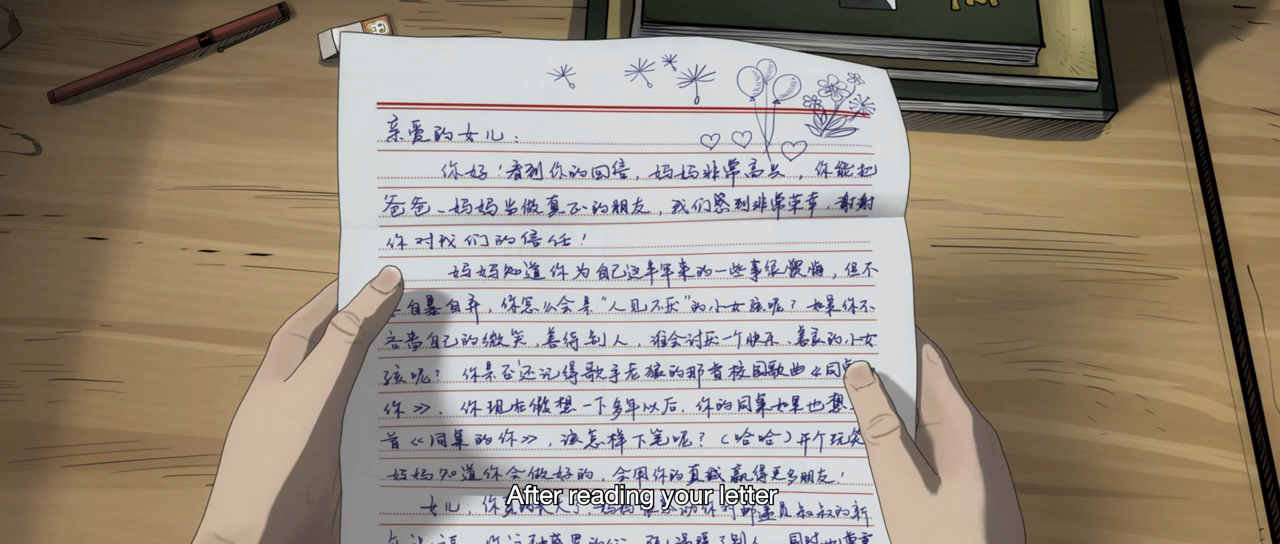 亲爱的女儿：
你好！看到你的回信，妈妈非常高兴，你能把
爸爸、妈妈当做真正的朋友，我们感到非常荣幸，谢谢
你对我们的信任！
妈妈知道你为自己这半年来的一些事很懊悔，但不
自暴自弃，你怎么会是“人见不厌”的小女孩呢？如果你不
吝啬自己的微笑，善待别人，谁会讨厌一个快乐、善良的小女
孩呢？你是否还记得歌手老狼的那首校园歌曲《同桌
你》。你现在做想一下多年以后，你的同桌如果也想
首《同桌的你》，该怎样下笔呢？（哈哈）开个玩笑
妈妈知道你会做好的，会用你的真诚赢得更多朋友！
女儿，你
After reading your letter